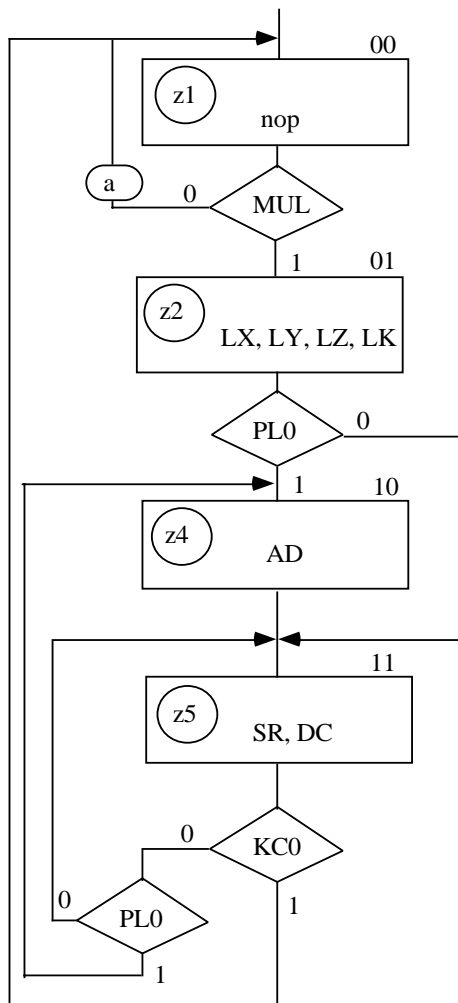 00
z1
nop
a
0
MUL
1
01
z2
LX, LY, LZ, LK
PL0
0
1
10
z4
AD
11
z5
SR, DC
0
KC0
0
PL0
1
1